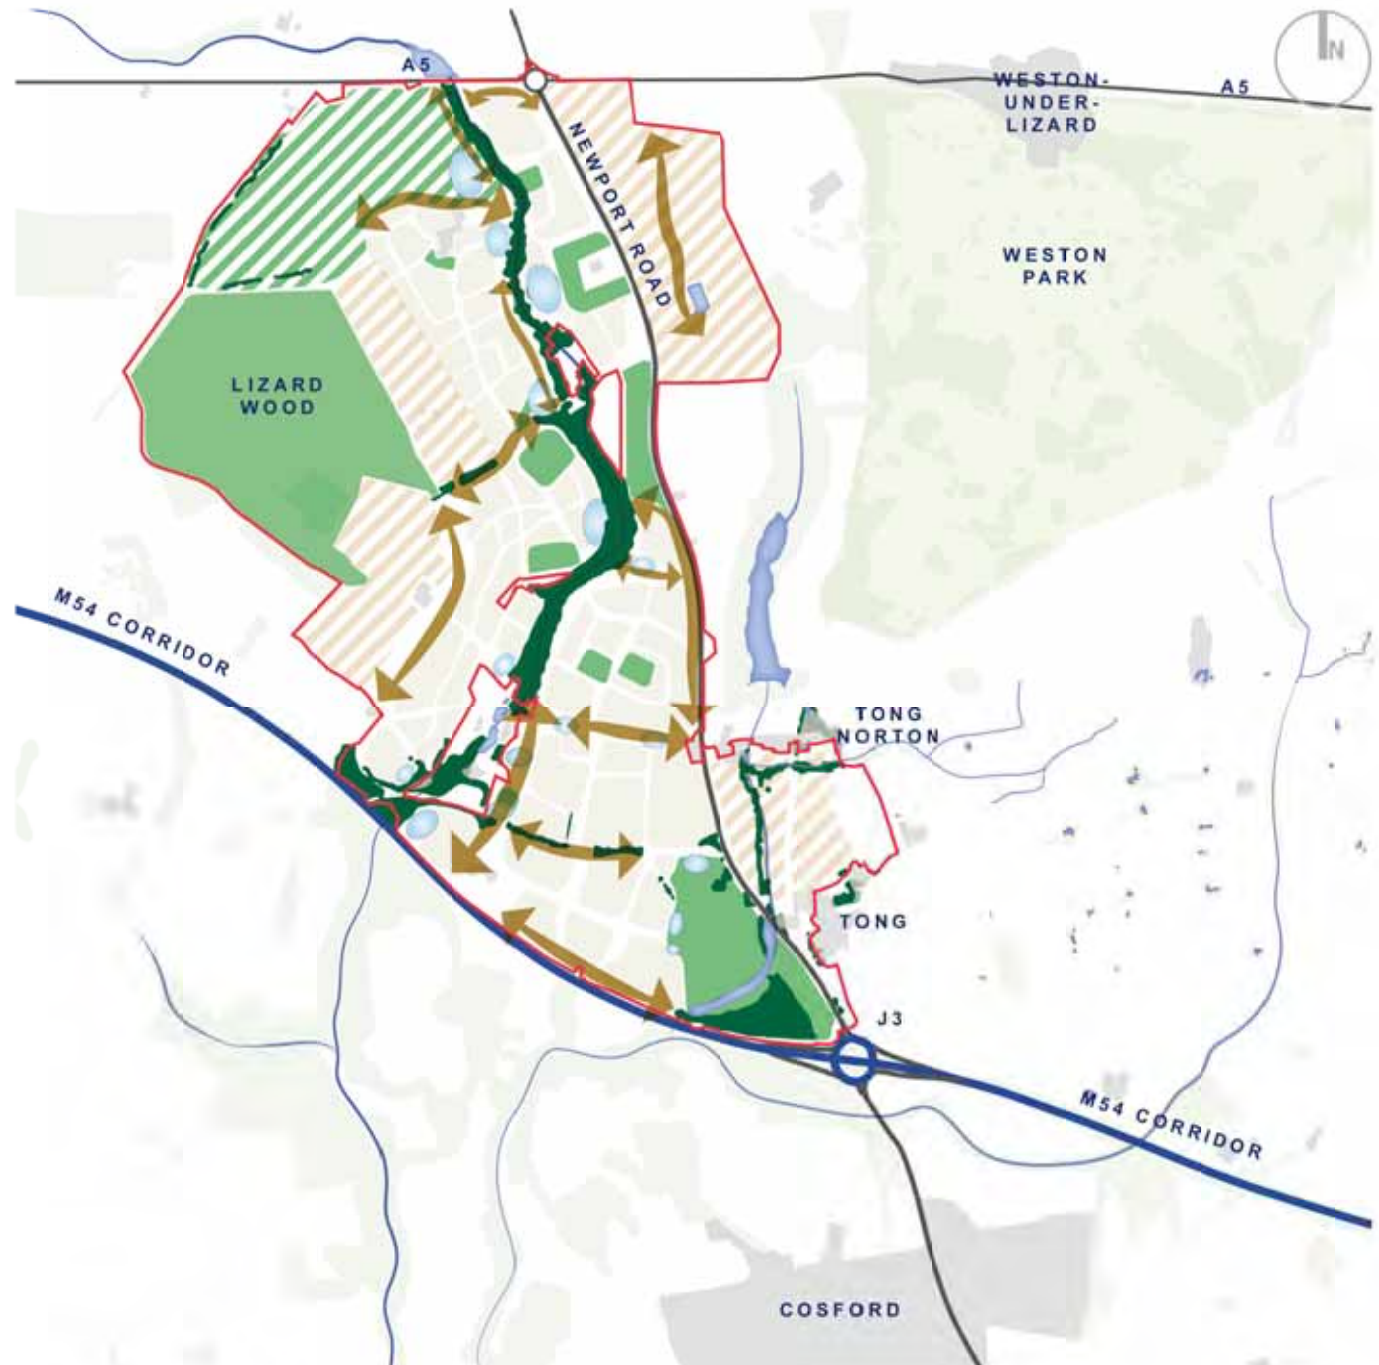 A5
WESTON-
UNDER-
LIZARD
A5
N
NEWPORT ROAD
WESTON
PARK
LIZARD
WOOD
M54 CORRIDOR
TONG
NORTON
TONG
J3
M54 CORRIDOR
COSFORD